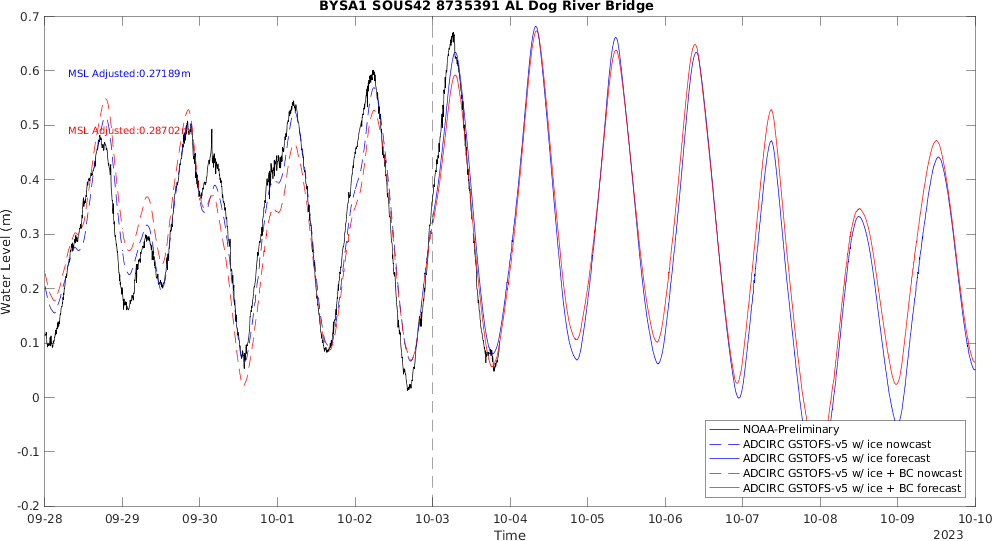 BYSA1 SOUS42 8735391 AL Dog River Bridge
0.7
0.6
0.5
0.4
0.3
0.2
0.1
0
-0.1
-0.2
Water Level (m)
MSL Adjusted:0.27189m
MSL Adjusted:0.28702m
NOAA-Preliminary
ADCIRC GSTOFS-v5 w/ ice nowcast
ADCIRC GSTOFS-v5 w/ ice forecast
ADCIRC GSTOFS-v5 w/ ice + BC nowcast
ADCIRC GSTOFS-v5 w/ ice + BC forecast
09-28 09-29 09-30 10-01 10-02 10-03 10-04 10-05 10-06 10-07 10-08 10-09 10-10
Time
2023